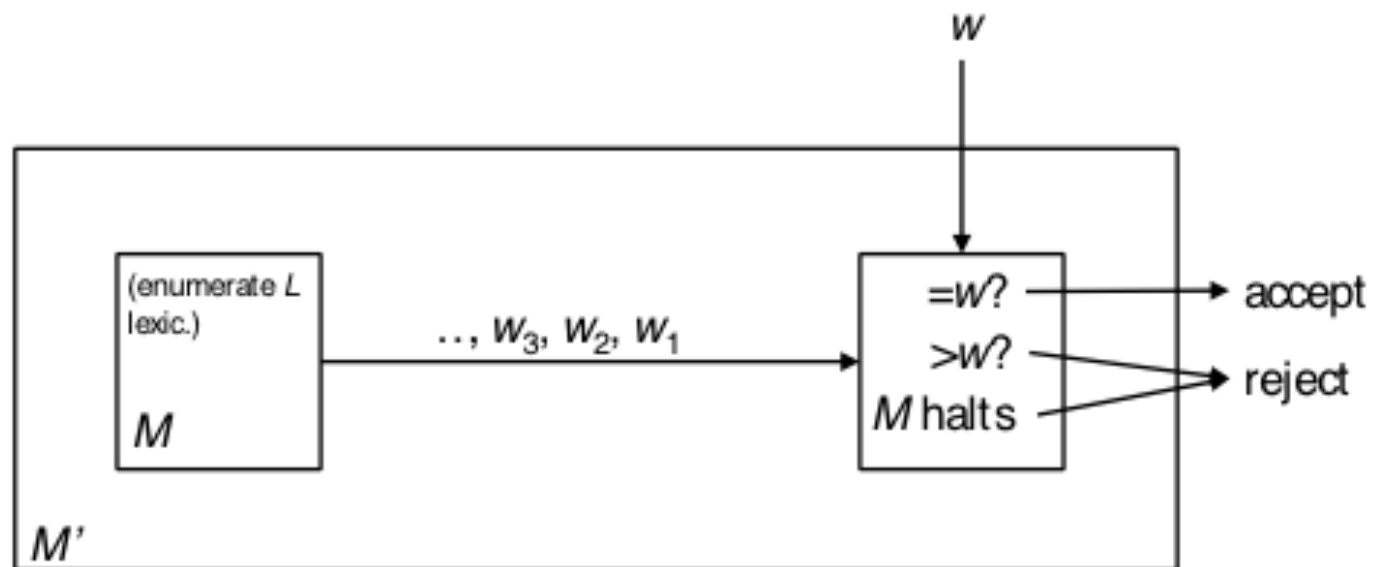 w
(enumerate L
lexic.)
.., w₃, w₂, w₁
M
=w?
>w?
M halts
accept
reject
M'